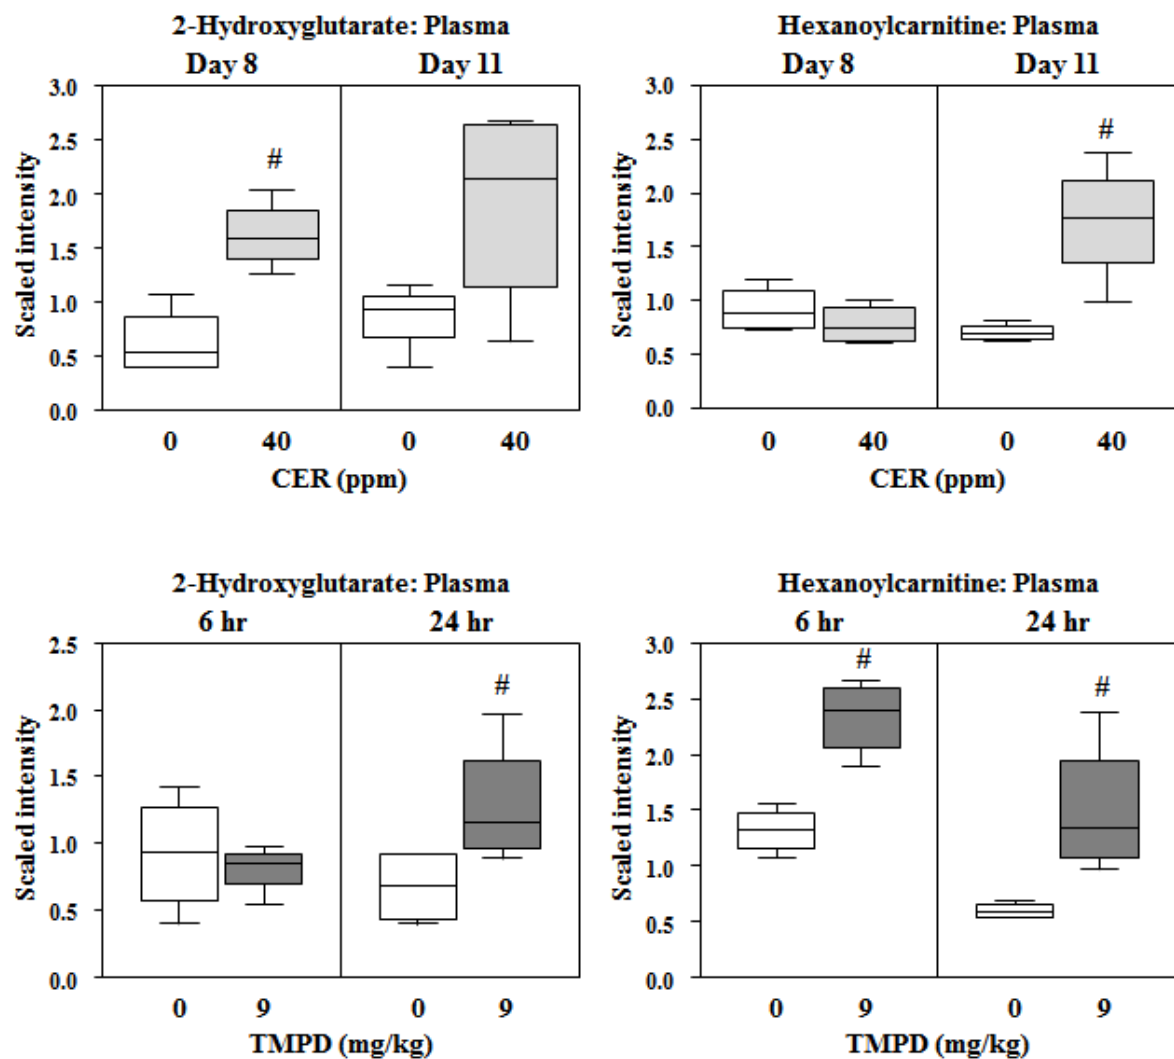 2-Hydroxyglutarate: Plasma
Day 8 Day 11
Scaled intensity
3.0
2.5
2.0
1.5
1.0
0.5
0.0
#
0 40 0 40
CER (ppm)
Hexanoylcarnitine: Plasma
Day 8 Day 11
Scaled intensity
3.0
2.5
2.0
1.5
1.0
0.5
0.0
#
0 40 0 40
CER (ppm)
2-Hydroxyglutarate: Plasma
6 hr 24 hr
Scaled intensity
2.5
2.0
1.5
1.0
0.5
0.0
#
0 9 0 9
TMPD (mg/kg)
Hexanoylcarnitine: Plasma
6 hr 24 hr
Scaled intensity
3.0
2.5
2.0
1.5
1.0
0.5
0.0
# #
0 9 0 9
TMPD (mg/kg)